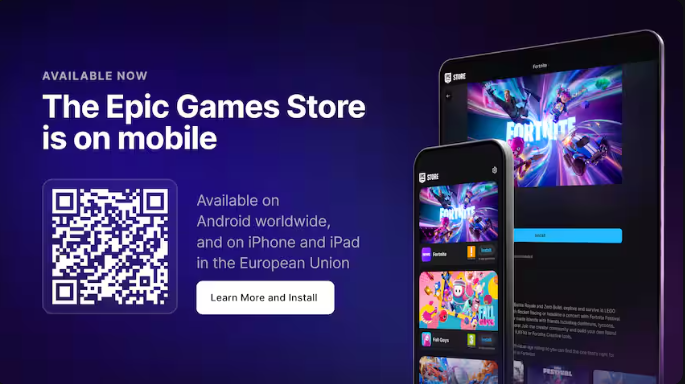 AVAILABLE NOW
The Epic Games Store
is on mobile
Available on
Android worldwide,
and on iPhone and iPad
in the European Union
Learn More and Install
STORE
Fortnite
FORTNITE
Install
STORE
FORTNITE
Fortnite
Install
FALL
Fall Guys
Install
FESTIVAL